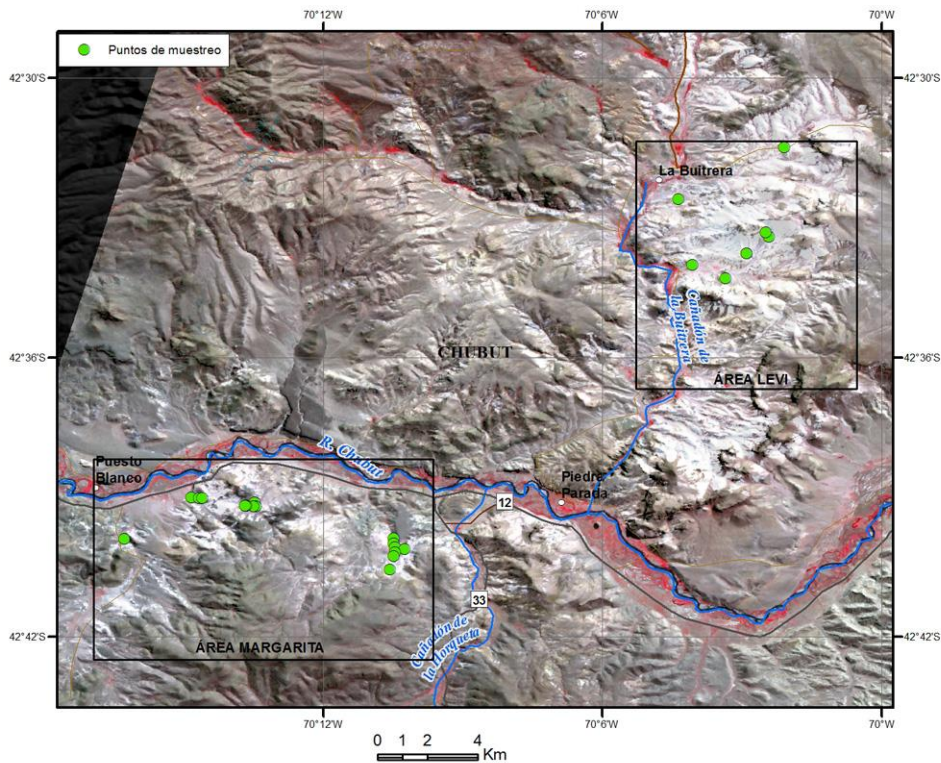 70°12'W
70°6'W
70°W
Puntos de muestreo
42°30'S
42°30'S
La Buitrera
Cañadón de
la Buitrera
42°36'S
CHUBUT
42°36'S
ÁREA LEVI
R. Chubut
Puesto
Blanco
Piedra
Parada
12
33
Cañadón de
la Horqueta
42°42'S
ÁREA MARGARITA
42°42'S
70°12'W
70°6'W
70°W
0 1 2 4
Km